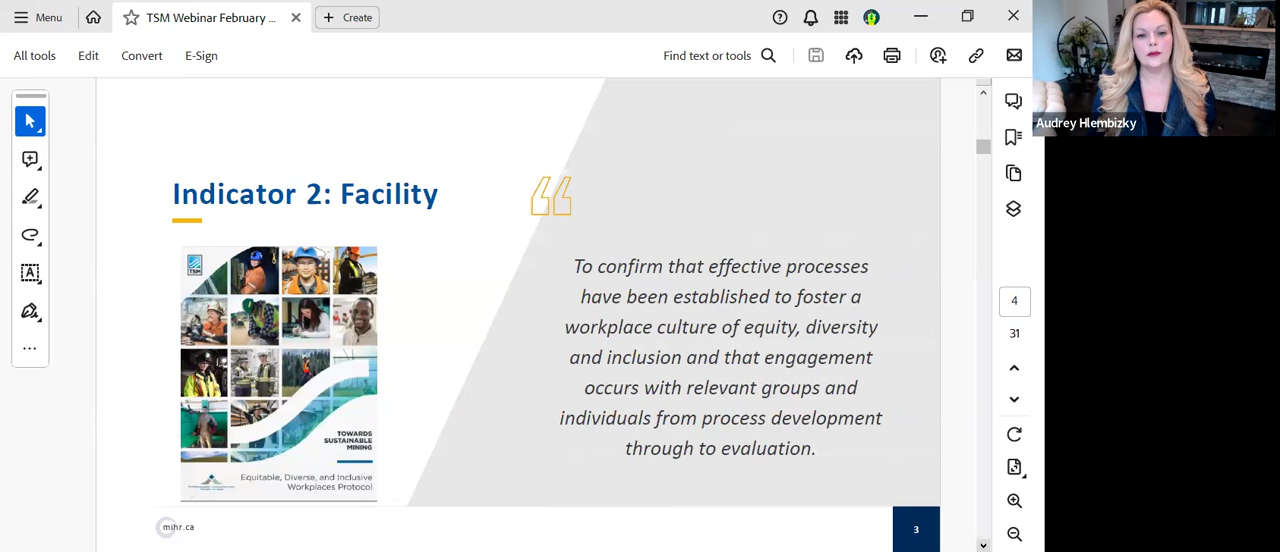 Menu
TSM Webinar February ...
Create
All tools
Edit
Convert
E-Sign
Find text or tools
Audrey Hlembizky
Indicator 2: Facility
TSM
TOWARDS
SUSTAINABLE
MINING
Equitable, Diverse, and Inclusive
Workplaces Protocol
mihr.ca
“
To confirm that effective processes
have been established to foster a
workplace culture of equity, diversity
and inclusion and that engagement
occurs with relevant groups and
individuals from process development
through to evaluation.
3
4
31